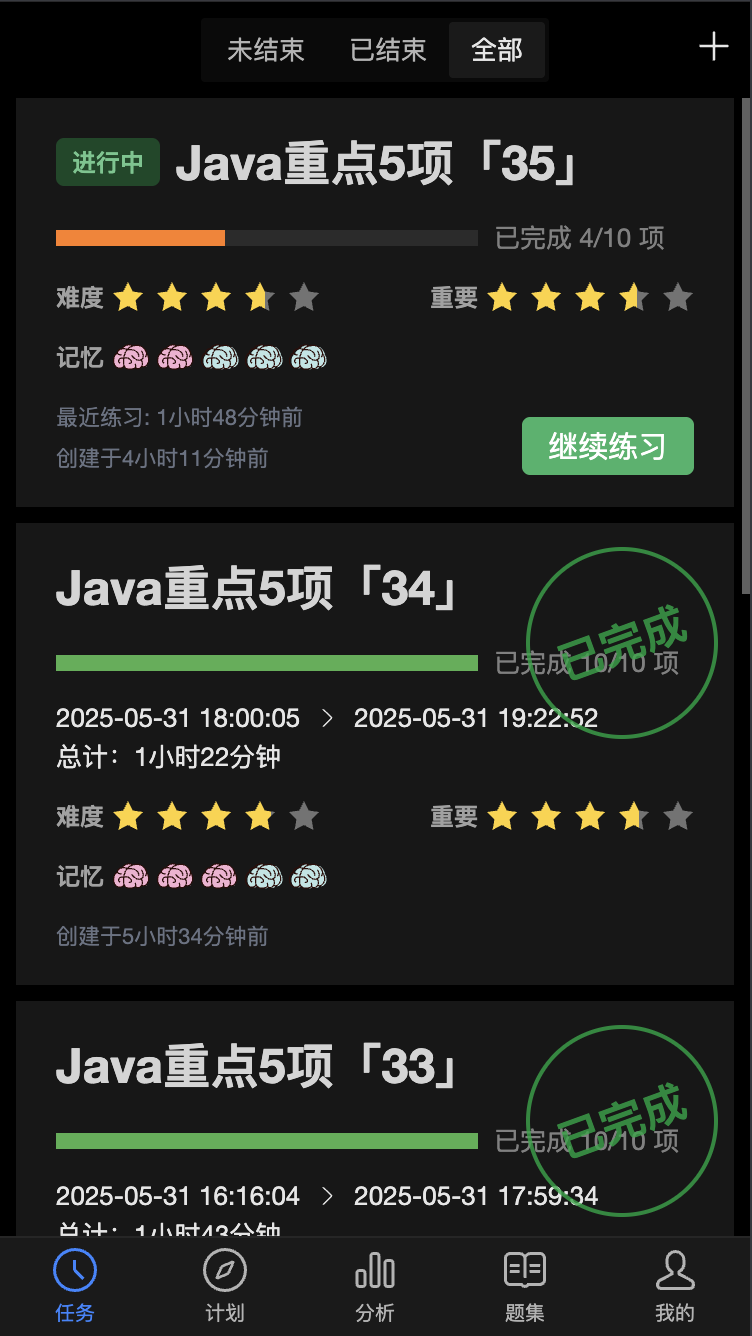 未结束 已结束 全部
进行中 Java重点5项「35」
已完成 4/10 项
难度 重要
记忆
最近练习: 1小时48分钟前
创建于4小时11分钟前
继续练习
Java重点5项「34」
已完成
已完成 10/10 项
2025-05-31 18:00:05 > 2025-05-31 19:22:52
总计：1小时22分钟
难度 重要
记忆
创建于5小时34分钟前
Java重点5项「33」
已完成
已完成 10/10 项
2025-05-31 16:16:04 > 2025-05-31 17:59:34
总计：1小时43分钟
任务 计划 分析 题集 我的